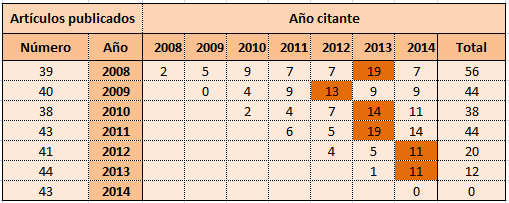 Artículos publicados Año citante
Número Año 2008 2009 2010 2011 2012 2013 2014 Total
39 2008 2 5 9 7 7 19 7 56
40 2009 0 4 9 13 9 9 44
38 2010 2 4 7 14 11 38
43 2011 6 5 19 14 44
41 2012 4 5 11 20
44 2013 1 11 12
43 2014 0 0